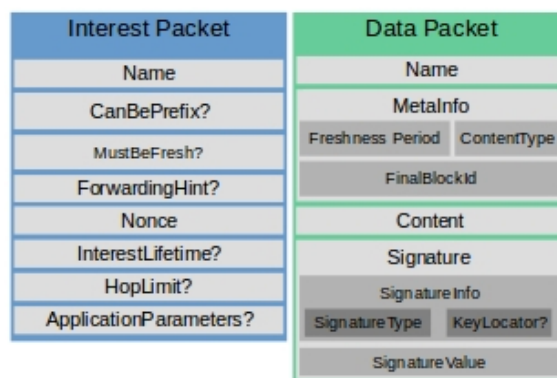 Interest Packet
Name
CanBePrefix?
MustBeFresh?
ForwardingHint?
Nonce
InterestLifetime?
HopLimit?
ApplicationParameters?
Data Packet
Name
MetaInfo
Freshness Period ContentType
FinalBlockId
Content
Signature
SignatureInfo
SignatureType KeyLocator?
SignatureValue